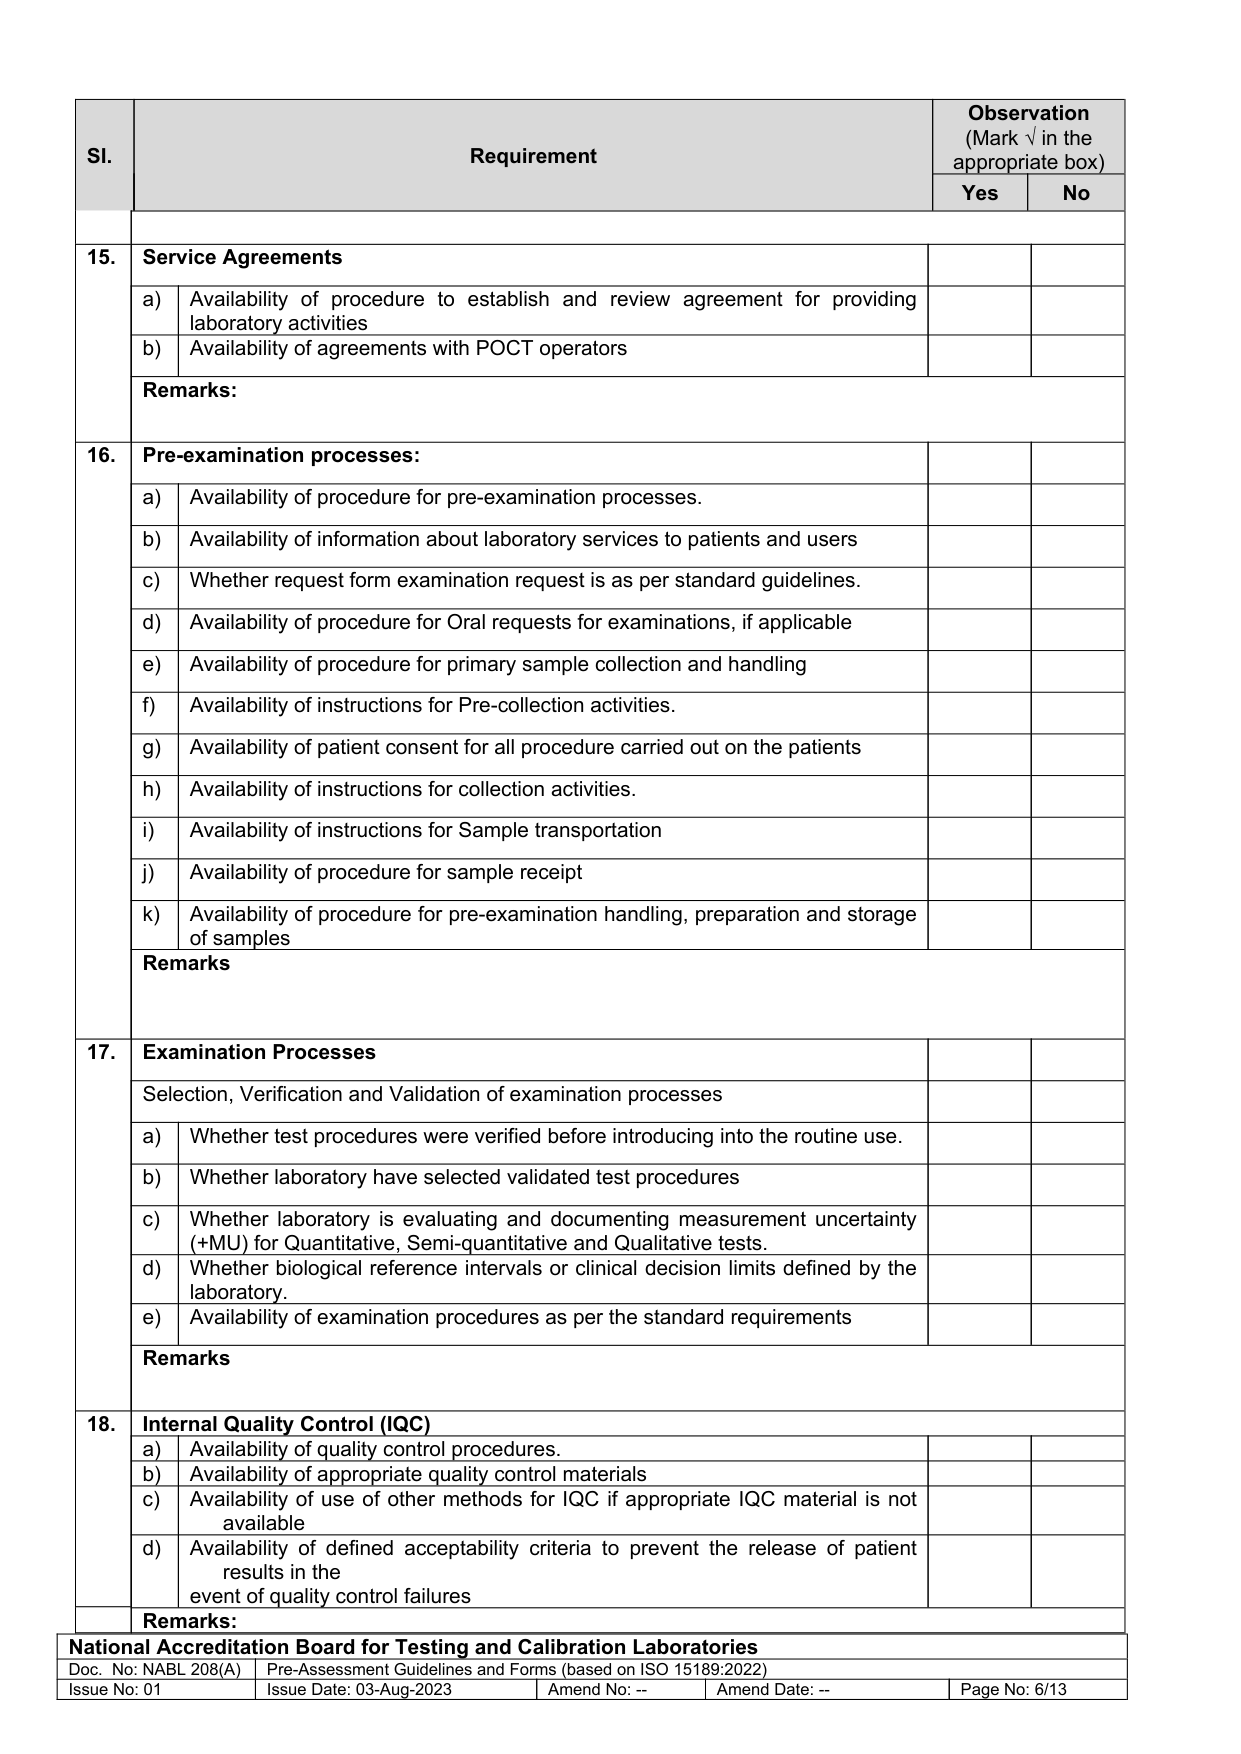 Sl.
Requirement
Observation
(Mark √ in the
appropriate box)
Yes
No
15.
Service Agreements
a)
Availability of procedure to establish and review agreement for providing
laboratory activities
b)
Availability of agreements with POCT operators
Remarks:
16.
Pre-examination processes:
a)
Availability of procedure for pre-examination processes.
b)
Availability of information about laboratory services to patients and users
c)
Whether request form examination request is as per standard guidelines.
d)
Availability of procedure for Oral requests for examinations, if applicable
e)
Availability of procedure for primary sample collection and handling
f)
Availability of instructions for Pre-collection activities.
g)
Availability of patient consent for all procedure carried out on the patients
h)
Availability of instructions for collection activities.
i)
Availability of instructions for Sample transportation
j)
Availability of procedure for sample receipt
k)
Availability of procedure for pre-examination handling, preparation and storage
of samples
Remarks
17.
Examination Processes
Selection, Verification and Validation of examination processes
a)
Whether test procedures were verified before introducing into the routine use.
b)
Whether laboratory have selected validated test procedures
c)
Whether laboratory is evaluating and documenting measurement uncertainty
(+MU) for Quantitative, Semi-quantitative and Qualitative tests.
d)
Whether biological reference intervals or clinical decision limits defined by the
laboratory.
e)
Availability of examination procedures as per the standard requirements
Remarks
18.
Internal Quality Control (IQC)
a)
Availability of quality control procedures.
b)
Availability of appropriate quality control materials
c)
Availability of use of other methods for IQC if appropriate IQC material is not
available
d)
Availability of defined acceptability criteria to prevent the release of patient
results in the
event of quality control failures
Remarks:
National Accreditation Board for Testing and Calibration Laboratories
Doc. No: NABL 208(A)
Pre-Assessment Guidelines and Forms (based on ISO 15189:2022)
Issue No: 01
Issue Date: 03-Aug-2023
Amend No: --
Amend Date: --
Page No: 6/13